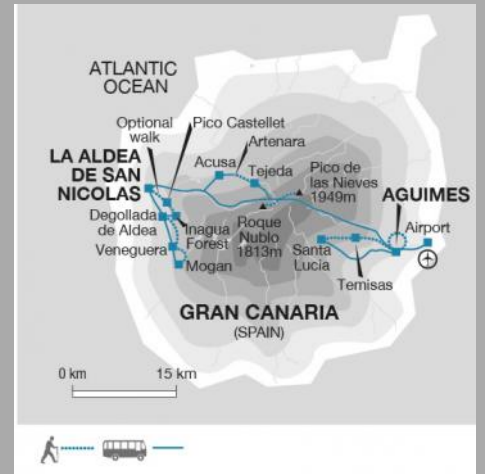 ATLANTIC
OCEAN
Optional
walk
Pico Castellet
Artenara
Acusa
Tejeda
LA ALDEA
DE SAN
NICOLAS
Pico de
las Nieves
1949m
AGUIMES
Airport
Degollada
de Aldea
Inagua
Forest
Roque
Nublo
1813m
Veneguera
Mogan
Santa
Lucia
Temisas
GRAN CANARIA
(SPAIN)
0 km
15 km